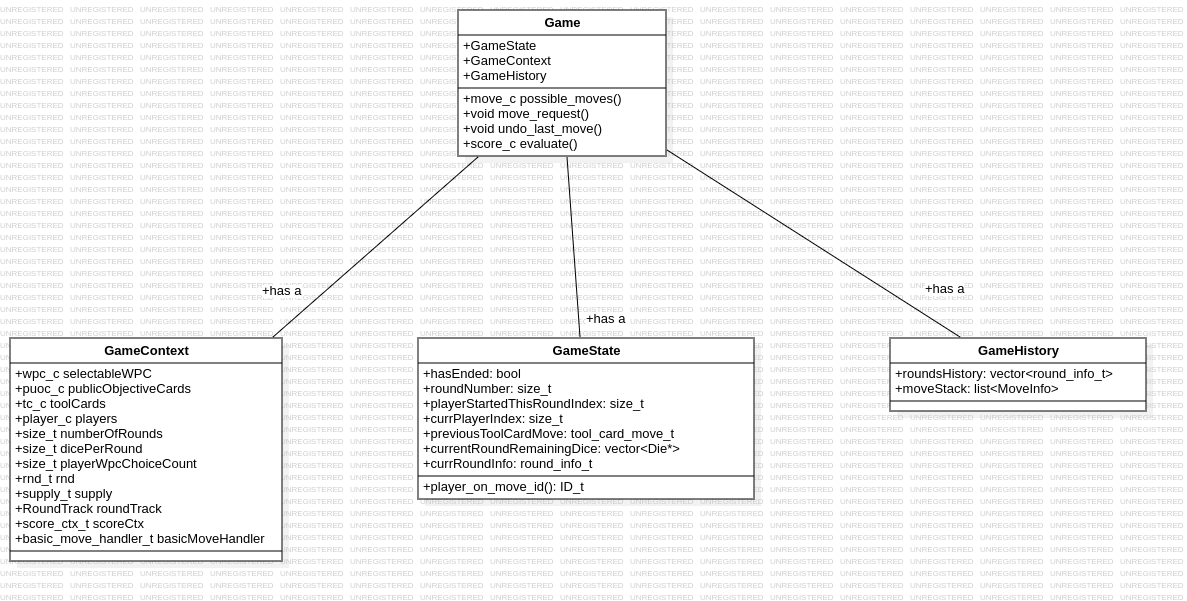 Game
+GameState
+GameContext
+GameHistory
+move_c possible_moves()
+void move_request()
+void undo_last_move()
+score_c evaluate()
+has a
+has a
+has a
GameContext
+wpc_c selectableWPC
+puoc_c publicObjectiveCards
+tc_c toolCards
+player_c players
+size_t numberOfRounds
+size_t dicePerRound
+size_t playerWpcChoiceCount
+rnd_t rnd
+supply_t supply
+RoundTrack roundTrack
+score_ctx_t scoreCtx
+basic_move_handler_t basicMoveHandler
GameState
+hasEnded: bool
+roundNumber: size_t
+playerStartedThisRoundIndex: size_t
+currPlayerIndex: size_t
+previousToolCardMove: tool_card_move_t
+currentRoundRemainingDice: vector<Die*>
+currRoundInfo: round_info_t
+player_on_move_id(): ID_t
GameHistory
+roundsHistory: vector<round_info_t>
+moveStack: list<MoveInfo>
UNREGISTERED